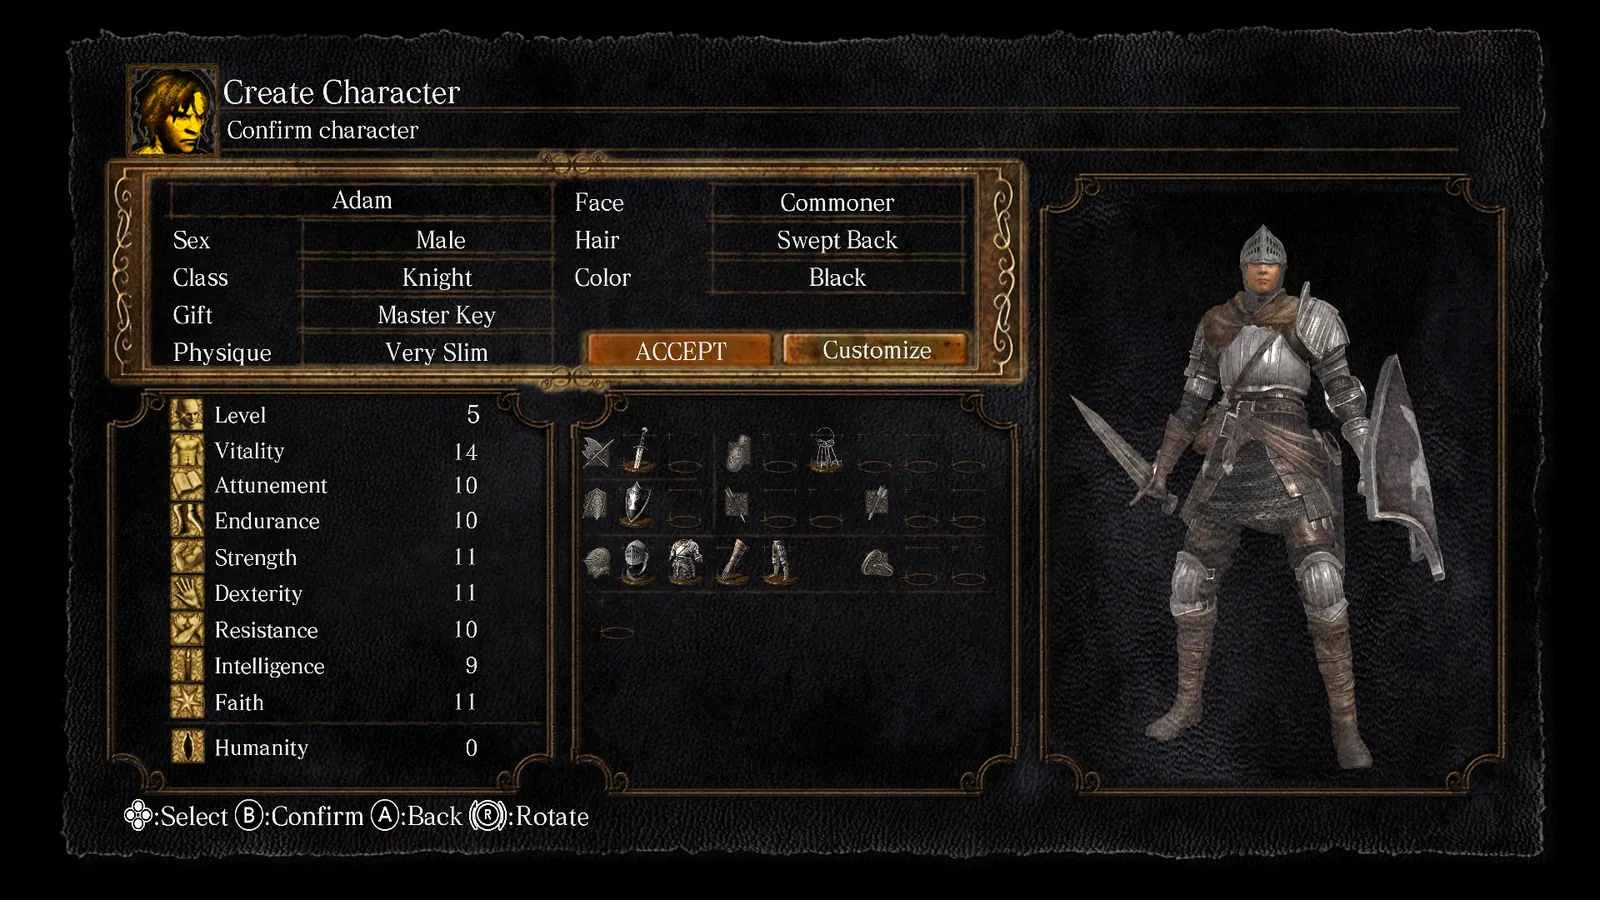 Create Character
Confirm character
Adam
Sex Male
Class Knight
Gift Master Key
Physique Very Slim
Face Commoner
Hair Swept Back
Color Black
ACCEPT Customize
Level 5
Vitality 14
Attunement 10
Endurance 10
Strength 11
Dexterity 11
Resistance 10
Intelligence 9
Faith 11
Humanity 0
:Select B:Confirm A:Back R:Rotate